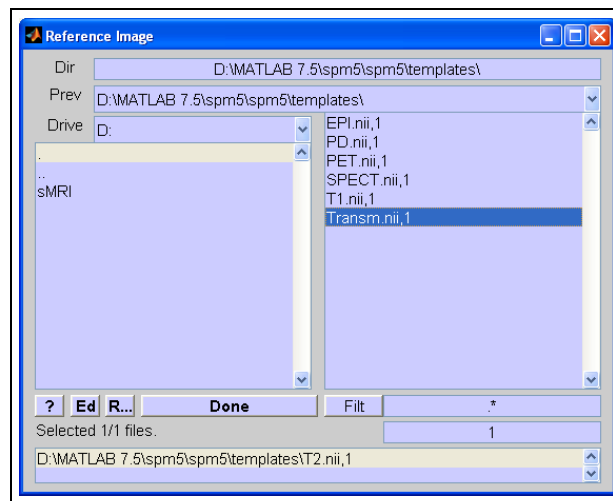 Reference Image
Dir D:\MATLAB 7.5\spm5\spm5\templates\
Prev D:\MATLAB 7.5\spm5\spm5\templates\
Drive D:
.
..
sMRI
EPI.nii,1
PD.nii,1
PET.nii,1
SPECT.nii,1
T1.nii,1
Transm.nii,1
? Ed R... Done Filt .*
Selected 1/1 files. 1
D:\MATLAB 7.5\spm5\spm5\templates\T2.nii,1